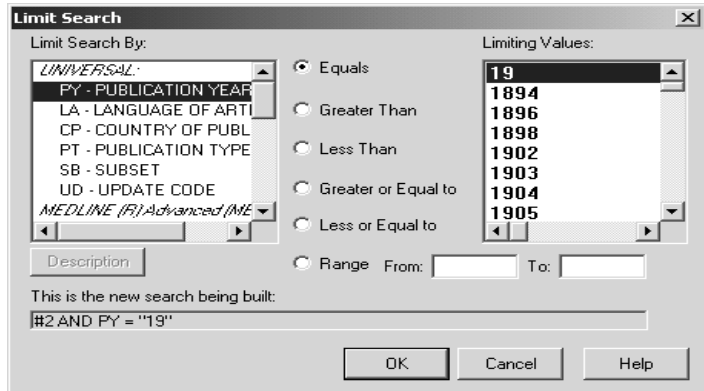 Limit Search
Limit Search By:
UNIVERSAL:
PY - PUBLICATION YEAR
LA - LANGUAGE OF ARTI
CP - COUNTRY OF PUBL
PT - PUBLICATION TYPE
SB - SUBSET
UD - UPDATE CODE
MEDLINE (R) Advanced (ME
Description
Equals
Greater Than
Less Than
Greater or Equal to
Less or Equal to
Range From: To:
Limiting Values:
19
1894
1896
1898
1902
1903
1904
1905
This is the new search being built:
#2 AND PY = "19"
OK Cancel Help